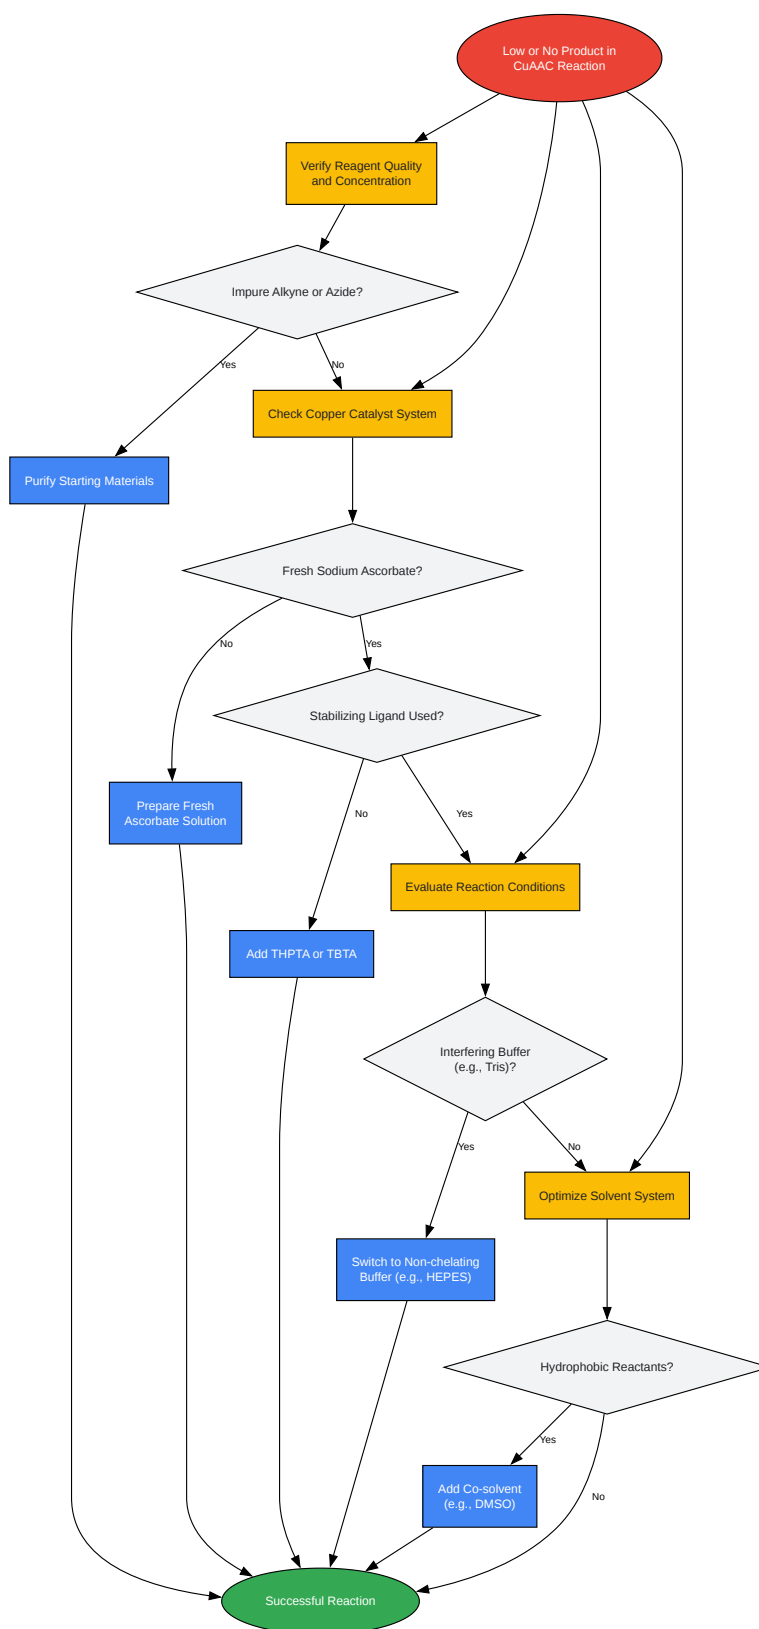 Low or No Product in
CuAAC Reaction
Verify Reagent Quality
and Concentration
Impure Alkyne or Azide?
Yes
No
Check Copper Catalyst System
Purify Starting Materials
Fresh Sodium Ascorbate?
No
Yes
Stabilizing Ligand Used?
Prepare Fresh
Ascorbate Solution
No
Yes
Evaluate Reaction Conditions
Add THPTA or TBTA
Interfering Buffer
(e.g., Tris)?
Yes
No
Optimize Solvent System
Switch to Non-chelating
Buffer (e.g., HEPES)
Hydrophobic Reactants?
Yes
No
Add Co-solvent
(e.g., DMSO)
Successful Reaction